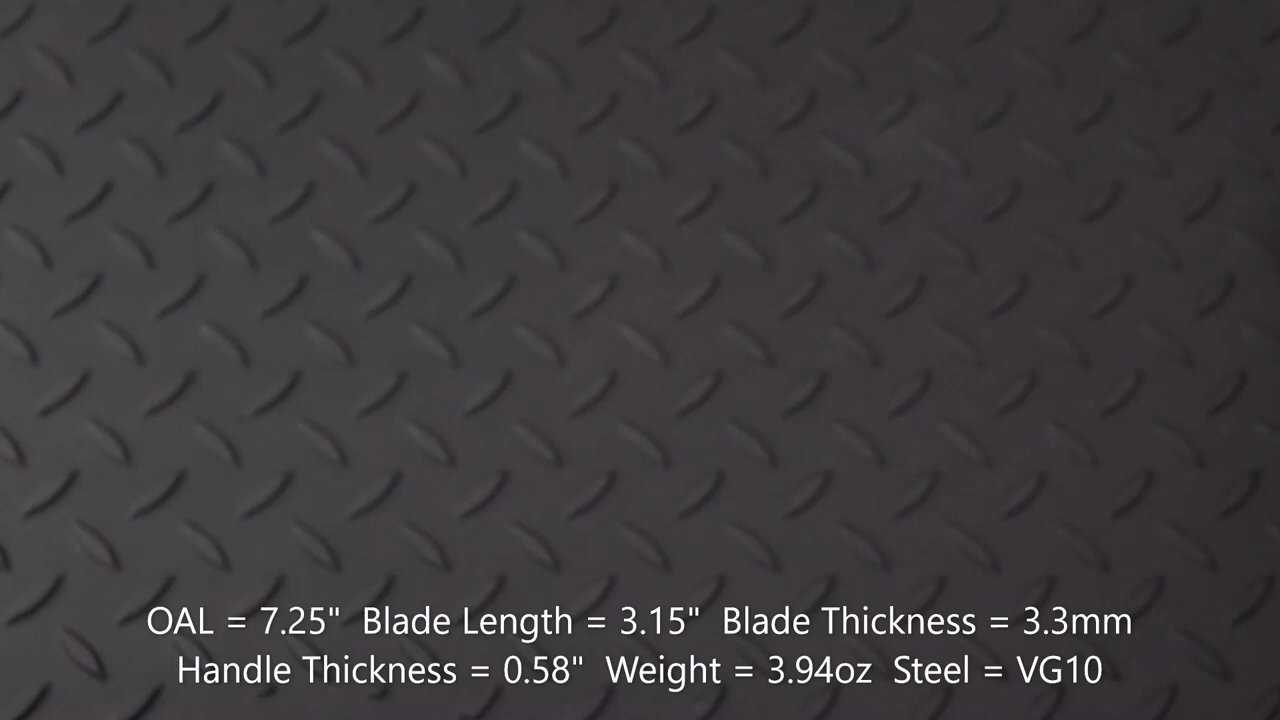 OAL = 7.25"  Blade Length = 3.15"  Blade Thickness = 3.3mm
Handle Thickness = 0.58"  Weight = 3.94oz  Steel = VG10